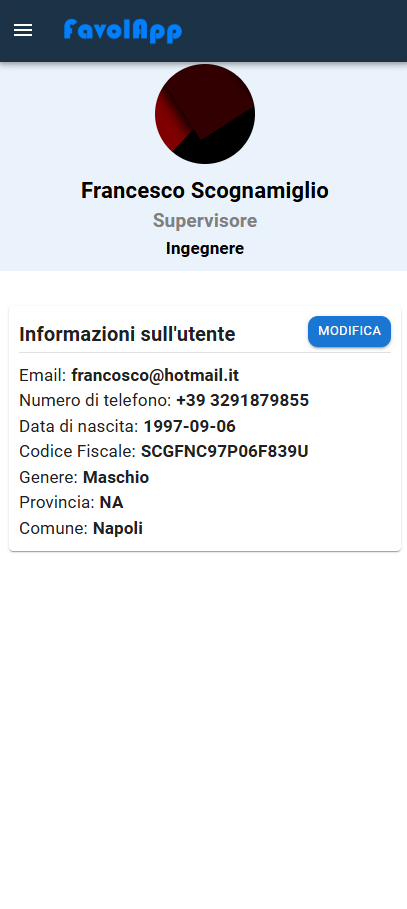 FavolApp
Francesco Scognamiglio
Supervisore
Ingegnere
Informazioni sull'utente
MODIFICA
Email: francosco@hotmail.it
Numero di telefono: +39 3291879855
Data di nascita: 1997-09-06
Codice Fiscale: SCGFNC97P06F839U
Genere: Maschio
Provincia: NA
Comune: Napoli